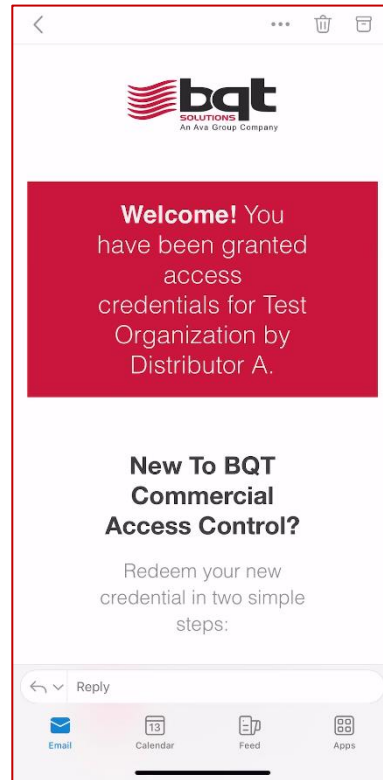 bqt
SOLUTIONS
An Ava Group Company
Welcome! You
have been granted
access
credentials for Test
Organization by
Distributor A.
New To BQT
Commercial
Access Control?
Redeem your new
credential in two simple
steps:
Reply
13
Email Calendar Feed Apps